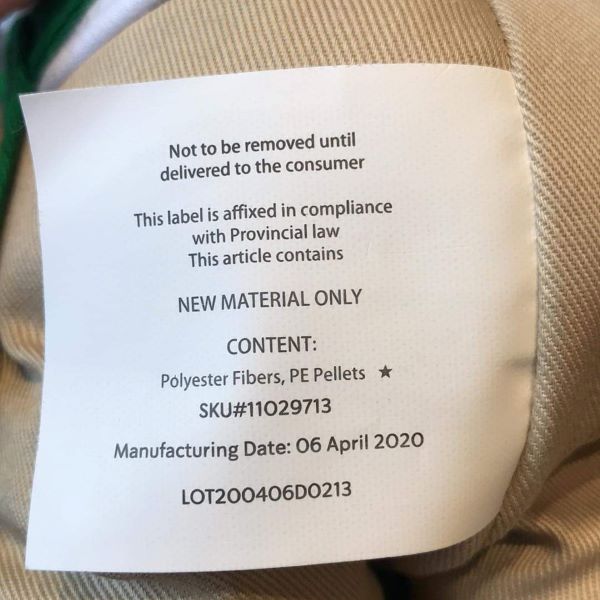 Not to be removed until
delivered to the consumer
This label is affixed in compliance
with Provincial law
This article contains
NEW MATERIAL ONLY
CONTENT:
Polyester Fibers, PE Pellets ★
SKU#11029713
Manufacturing Date: 06 April 2020
LOT200406D0213